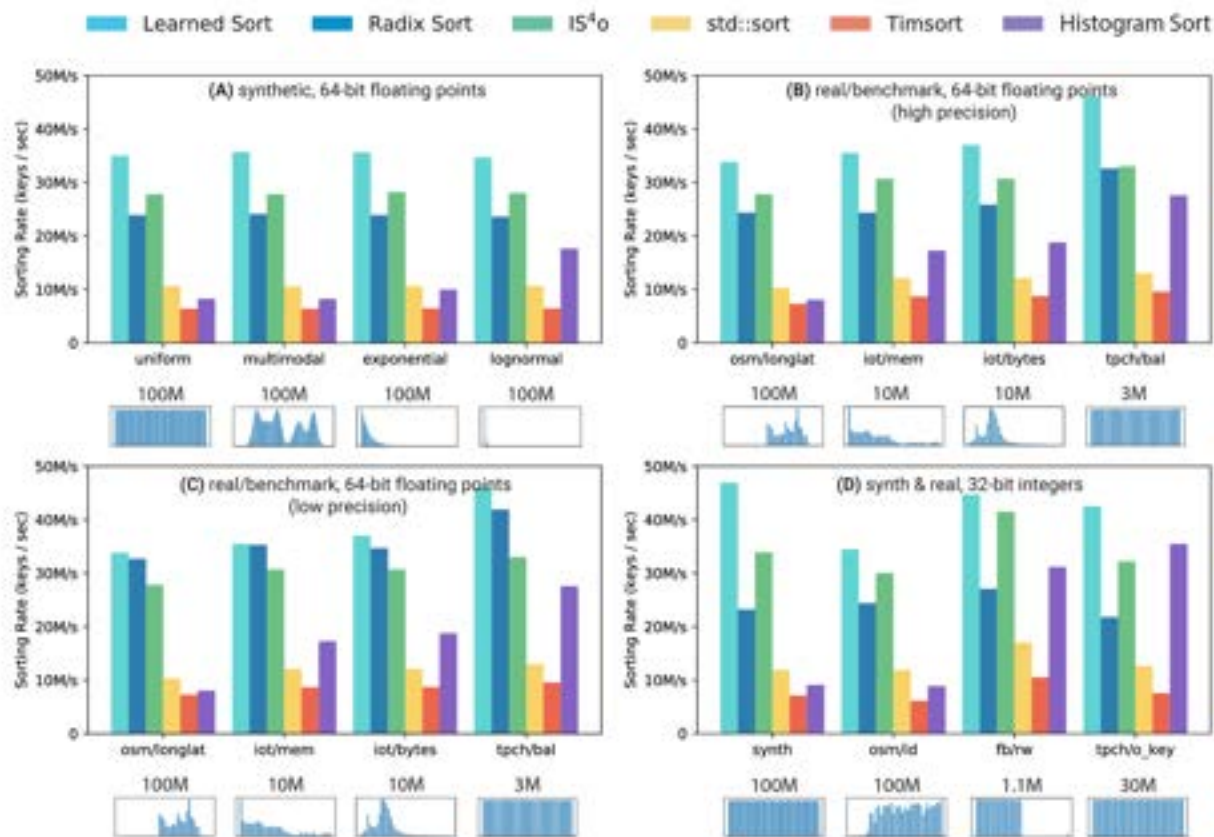 Learned Sort Radix Sort IS⁴o std::sort Timsort Histogram Sort
50M/s
40M/s
30M/s
20M/s
10M/s
0
Sorting Rate (keys / sec)
(A) synthetic, 64-bit floating points
uniform multimodal exponential lognormal
100M 100M 100M 100M
50M/s
40M/s
30M/s
20M/s
10M/s
0
Sorting Rate (keys / sec)
(B) real/benchmark, 64-bit floating points
(high precision)
osm/longlat iot/mem iot/bytes tpch/bal
100M 10M 10M 3M
50M/s
40M/s
30M/s
20M/s
10M/s
0
Sorting Rate (keys / sec)
(C) real/benchmark, 64-bit floating points
(low precision)
osm/longlat iot/mem iot/bytes tpch/bal
100M 10M 10M 3M
50M/s
40M/s
30M/s
20M/s
10M/s
0
Sorting Rate (keys / sec)
(D) synth & real, 32-bit integers
synth osm/id fb/rw tpch/o_key
100M 100M 1.1M 30M